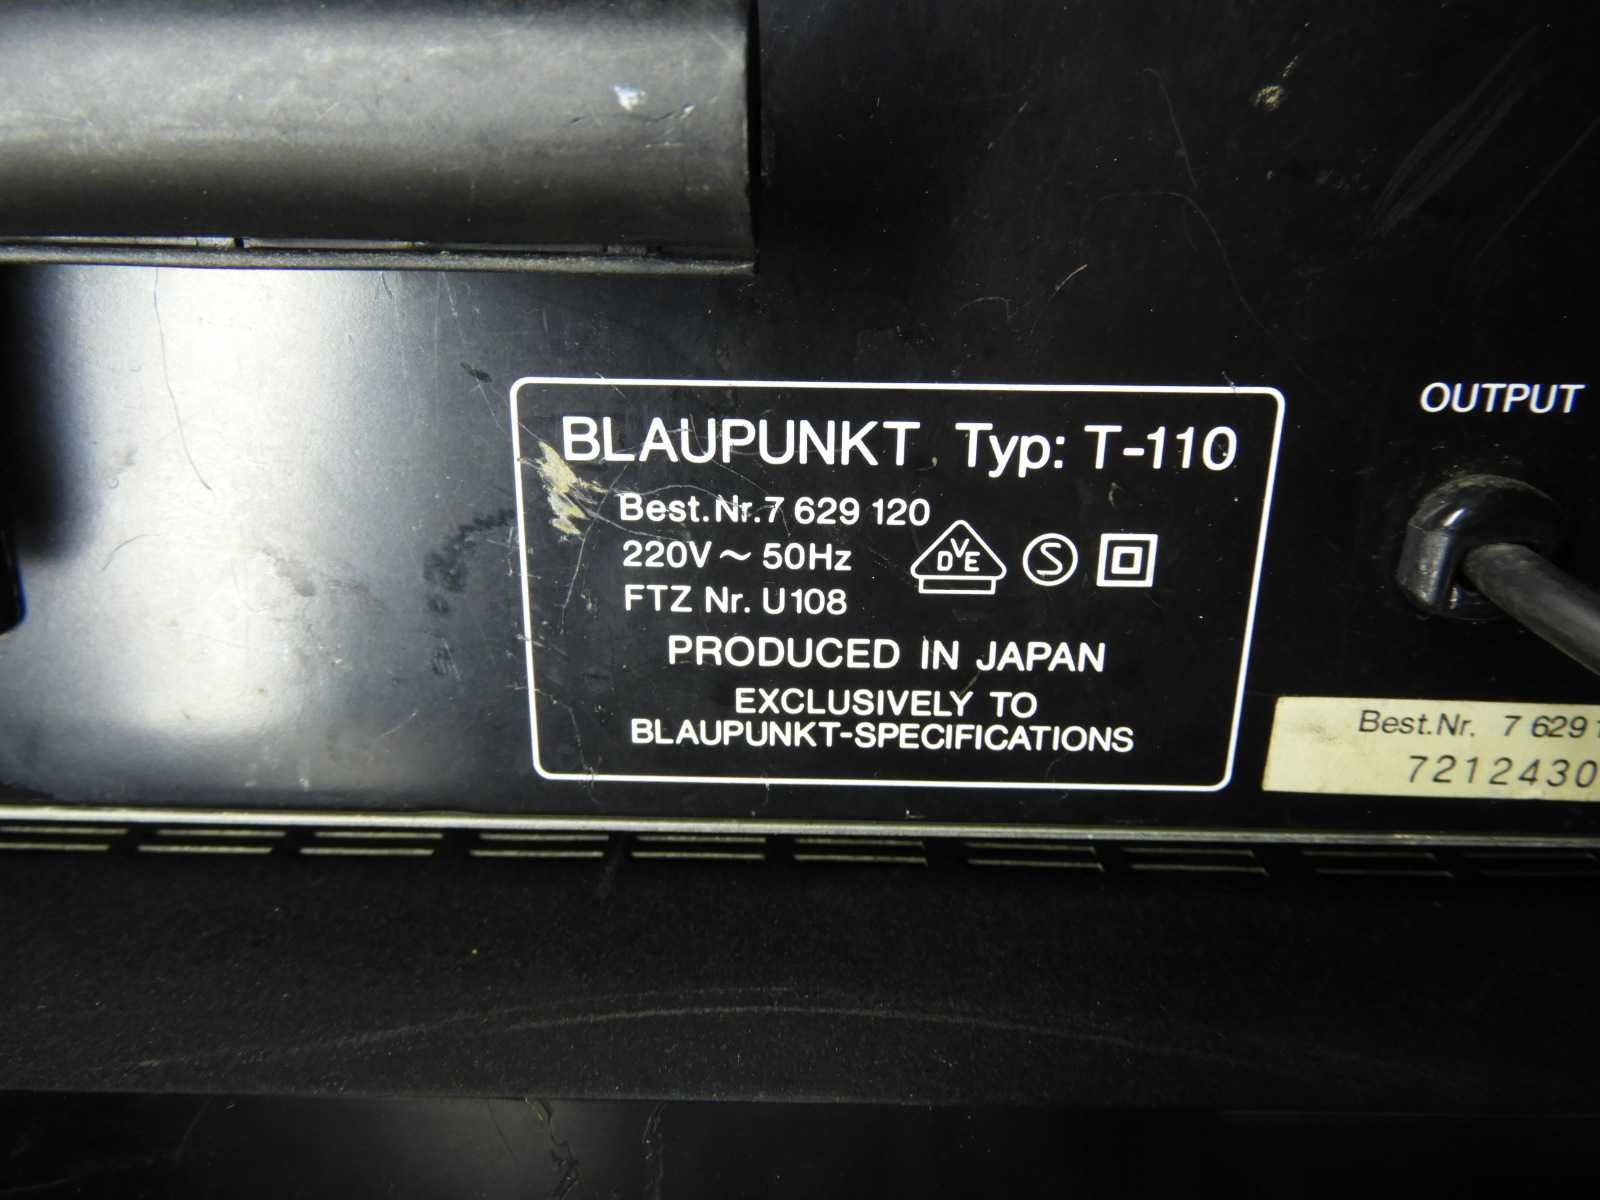 OUTPUT
BLAUPUNKT Typ: T-110
Best.Nr. 7 629 120
220V ~ 50Hz
FTZ Nr. U108
DVE
S
PRODUCED IN JAPAN
EXCLUSIVELY TO
BLAUPUNKT-SPECIFICATIONS
Best.Nr. 7 629
7212430